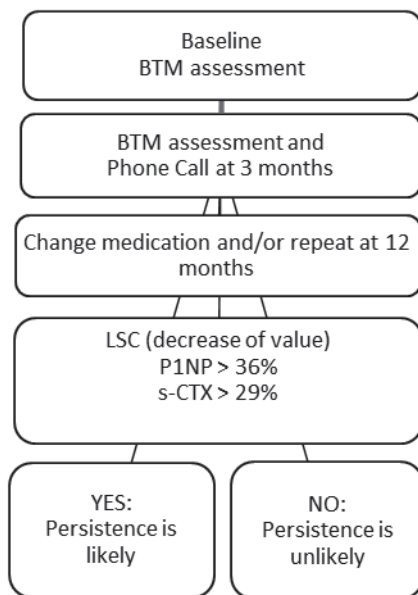 Baseline
BTM assessment
BTM assessment and
Phone Call at 3 months
Change medication and/or repeat at 12
months
LSC (decrease of value)
P1NP > 36%
s-CTX > 29%
YES:
Persistence is
likely
NO:
Persistence is
unlikely